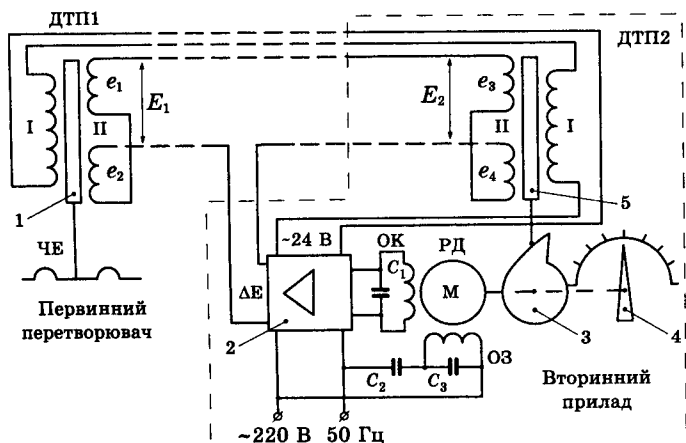 ДТП1
ДТП2
I
II
e₁
e₂
E₁
E₂
e₃
e₄
II
I
1
5
ЧЕ
Первинний
перетворювач
~24 В
ОК
РД
C₁
М
ΔE
2
3
4
C₂
C₃
ОЗ
Вторинний
прилад
~220 В 50 Гц